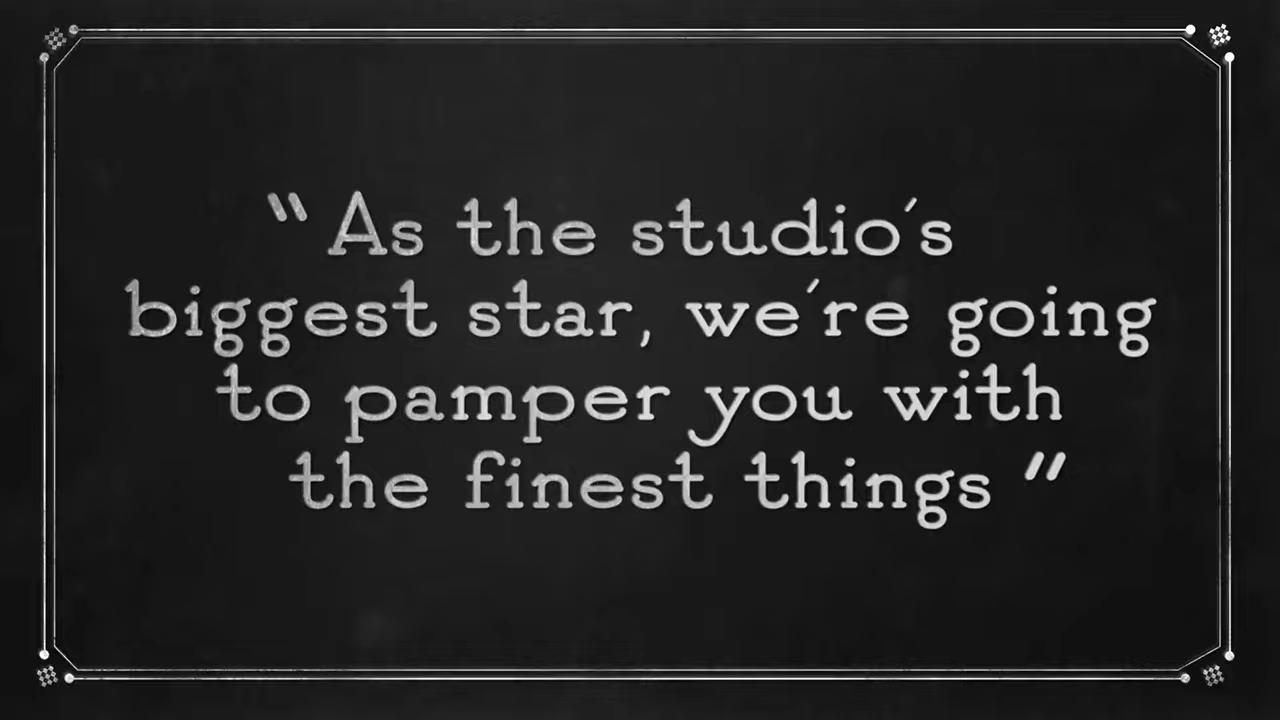 “ As the studio's
biggest star, we're going
to pamper you with
the finest things ”